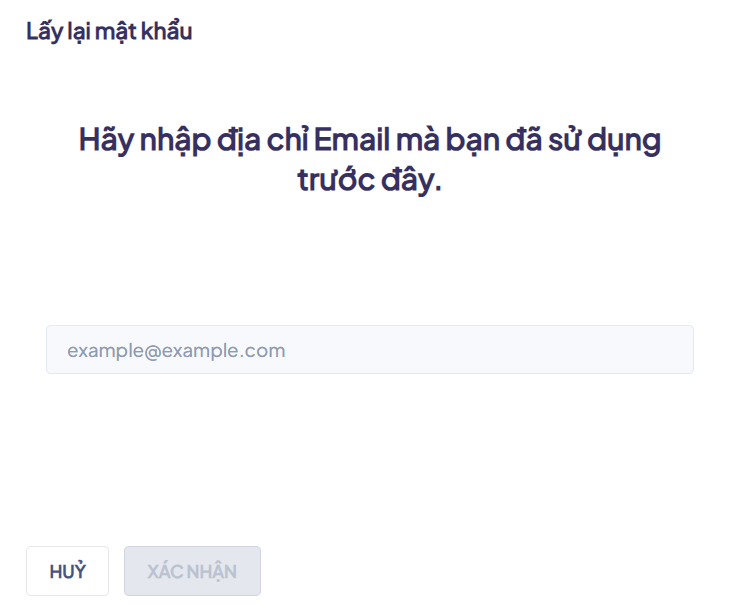 Lấy lại mật khẩu
Hãy nhập địa chỉ Email mà bạn đã sử dụng
trước đây.
example@example.com
HUỶ
XÁC NHẬN